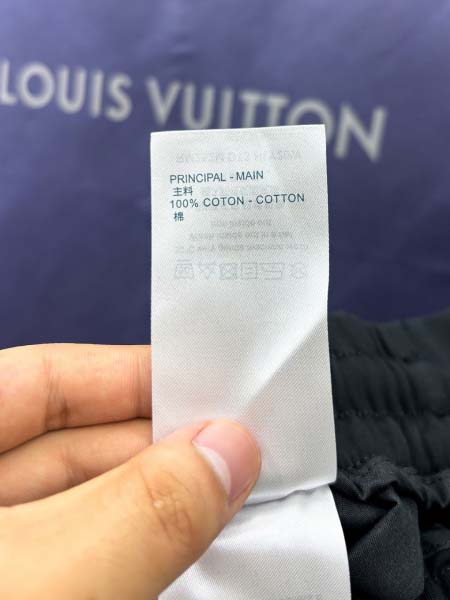 LOUIS VUITTON
PRINCIPAL - MAIN
主料
100% COTON - COTTON
棉